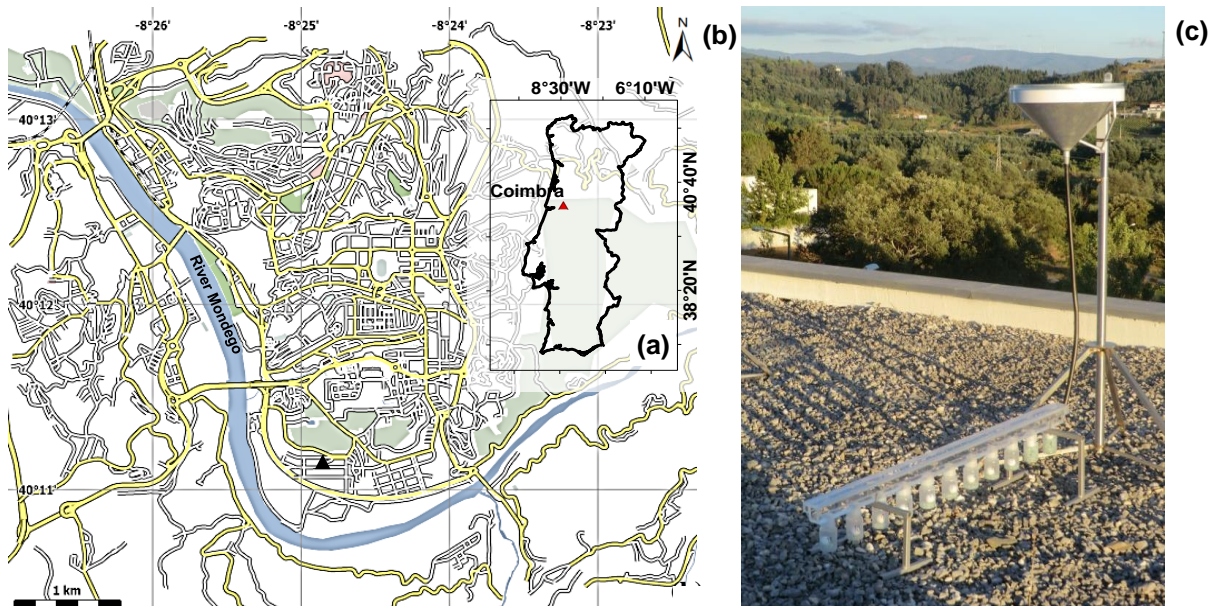 -8°26' -8°25' -8°24' -8°23'
N
(b)
(c)
8°30'W 6°10'W
40°13'
40°40'N
Coimbra
River Mondego
40°12'
38°20'N
(a)
40°11'
1 km